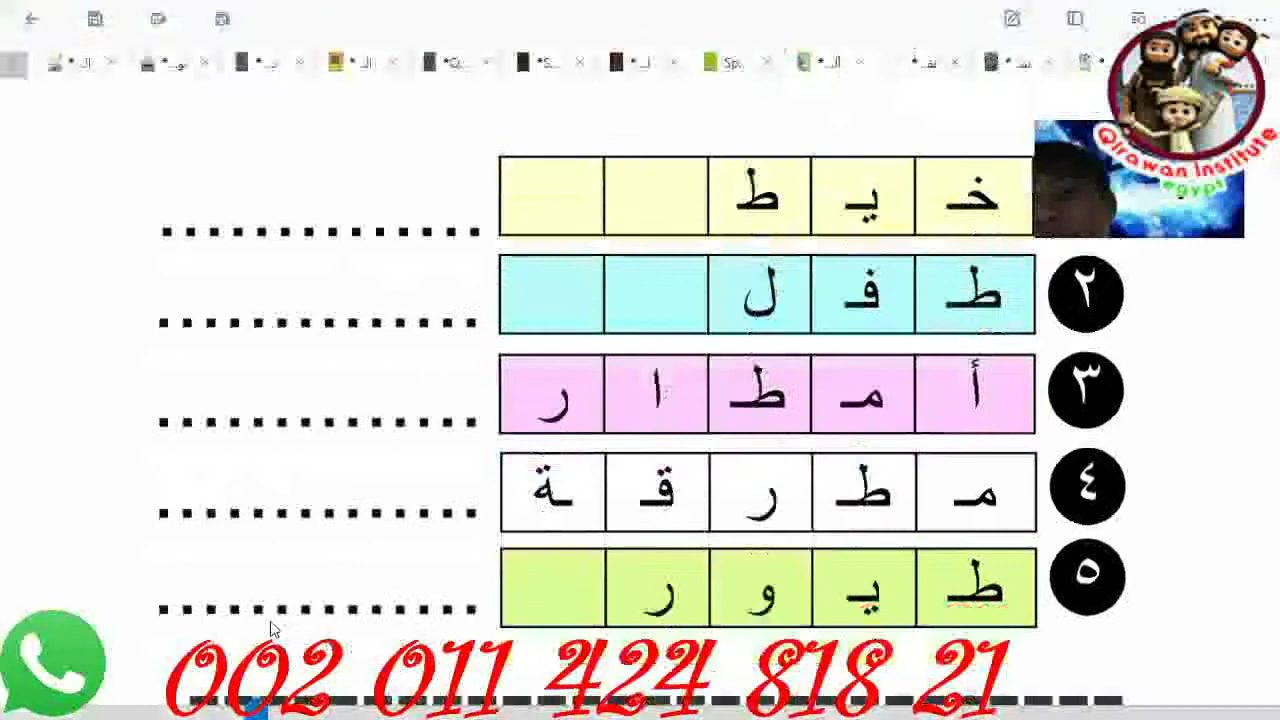 Qirawan Institute
egypt
خـ يـ ط
٢ طـ فـ ل
٣ أ مـ طـ ا ر
٤ مـ طـ ر قـ ـة
٥ طـ يـ و ر
002 011 424 818 21